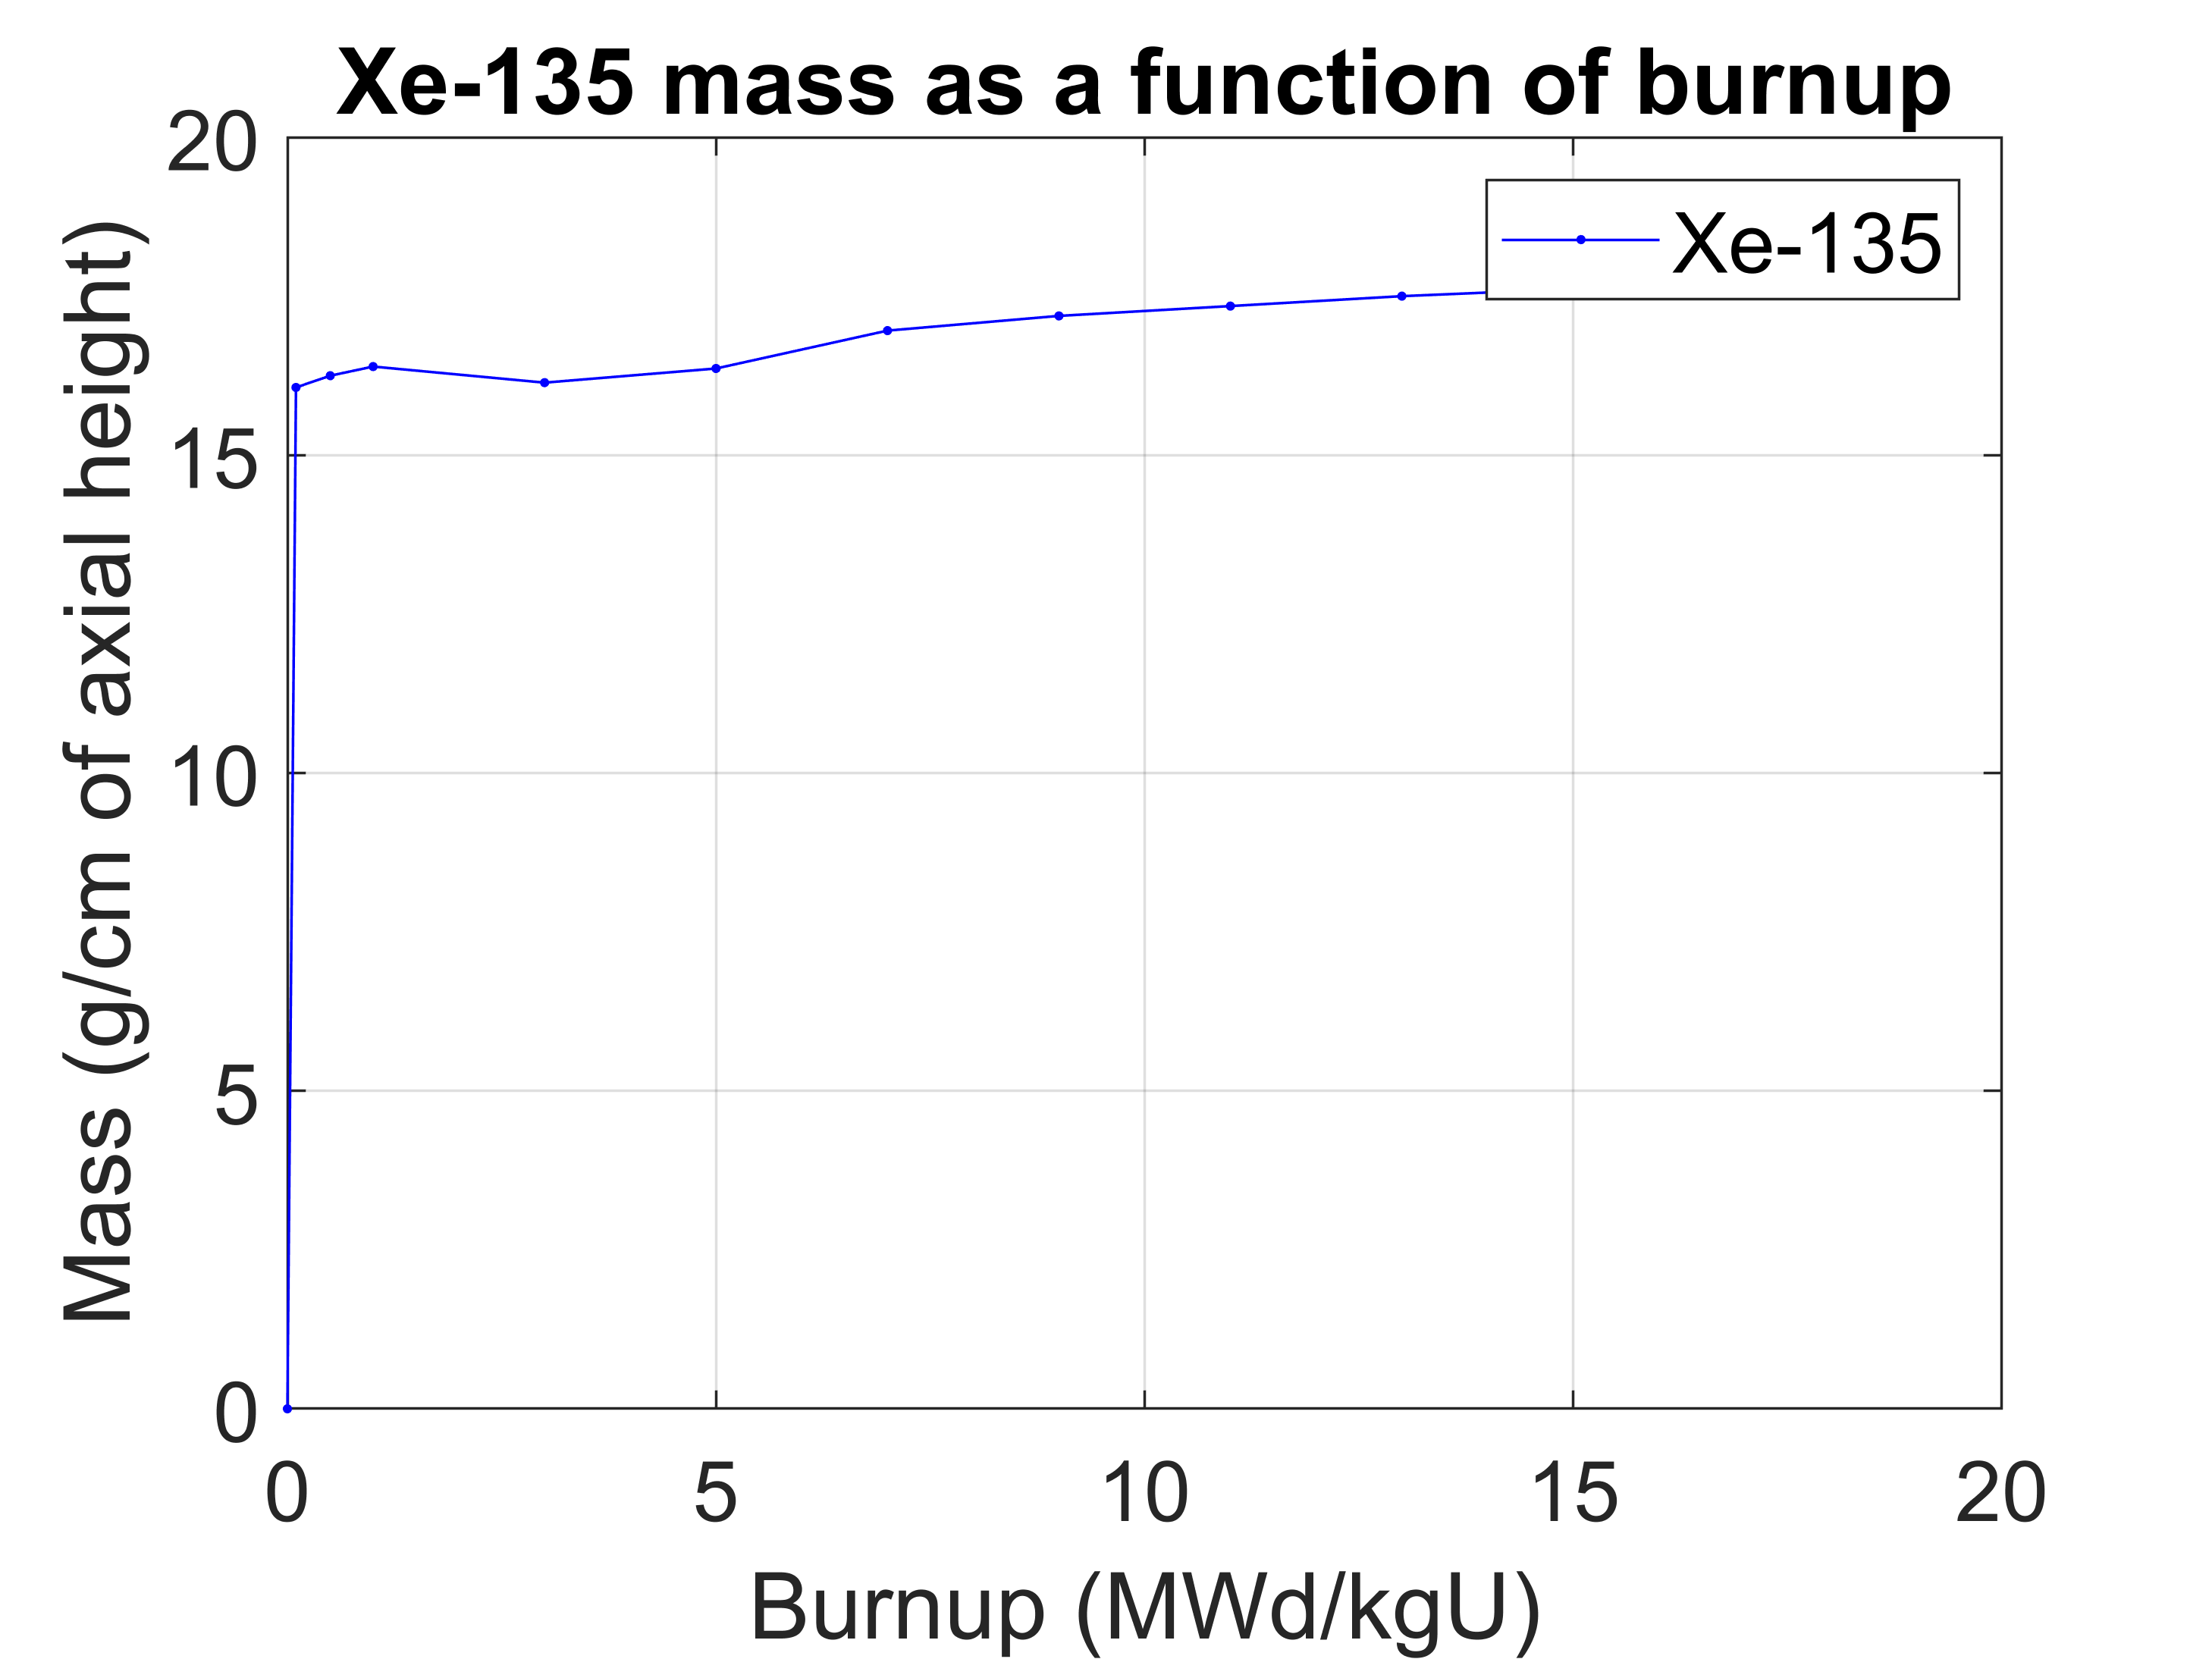 Xe-135 mass as a function of burnup
Mass (g/cm of axial height)
20
15
10
5
0
Xe-135
0 5 10 15 20
Burnup (MWd/kgU)